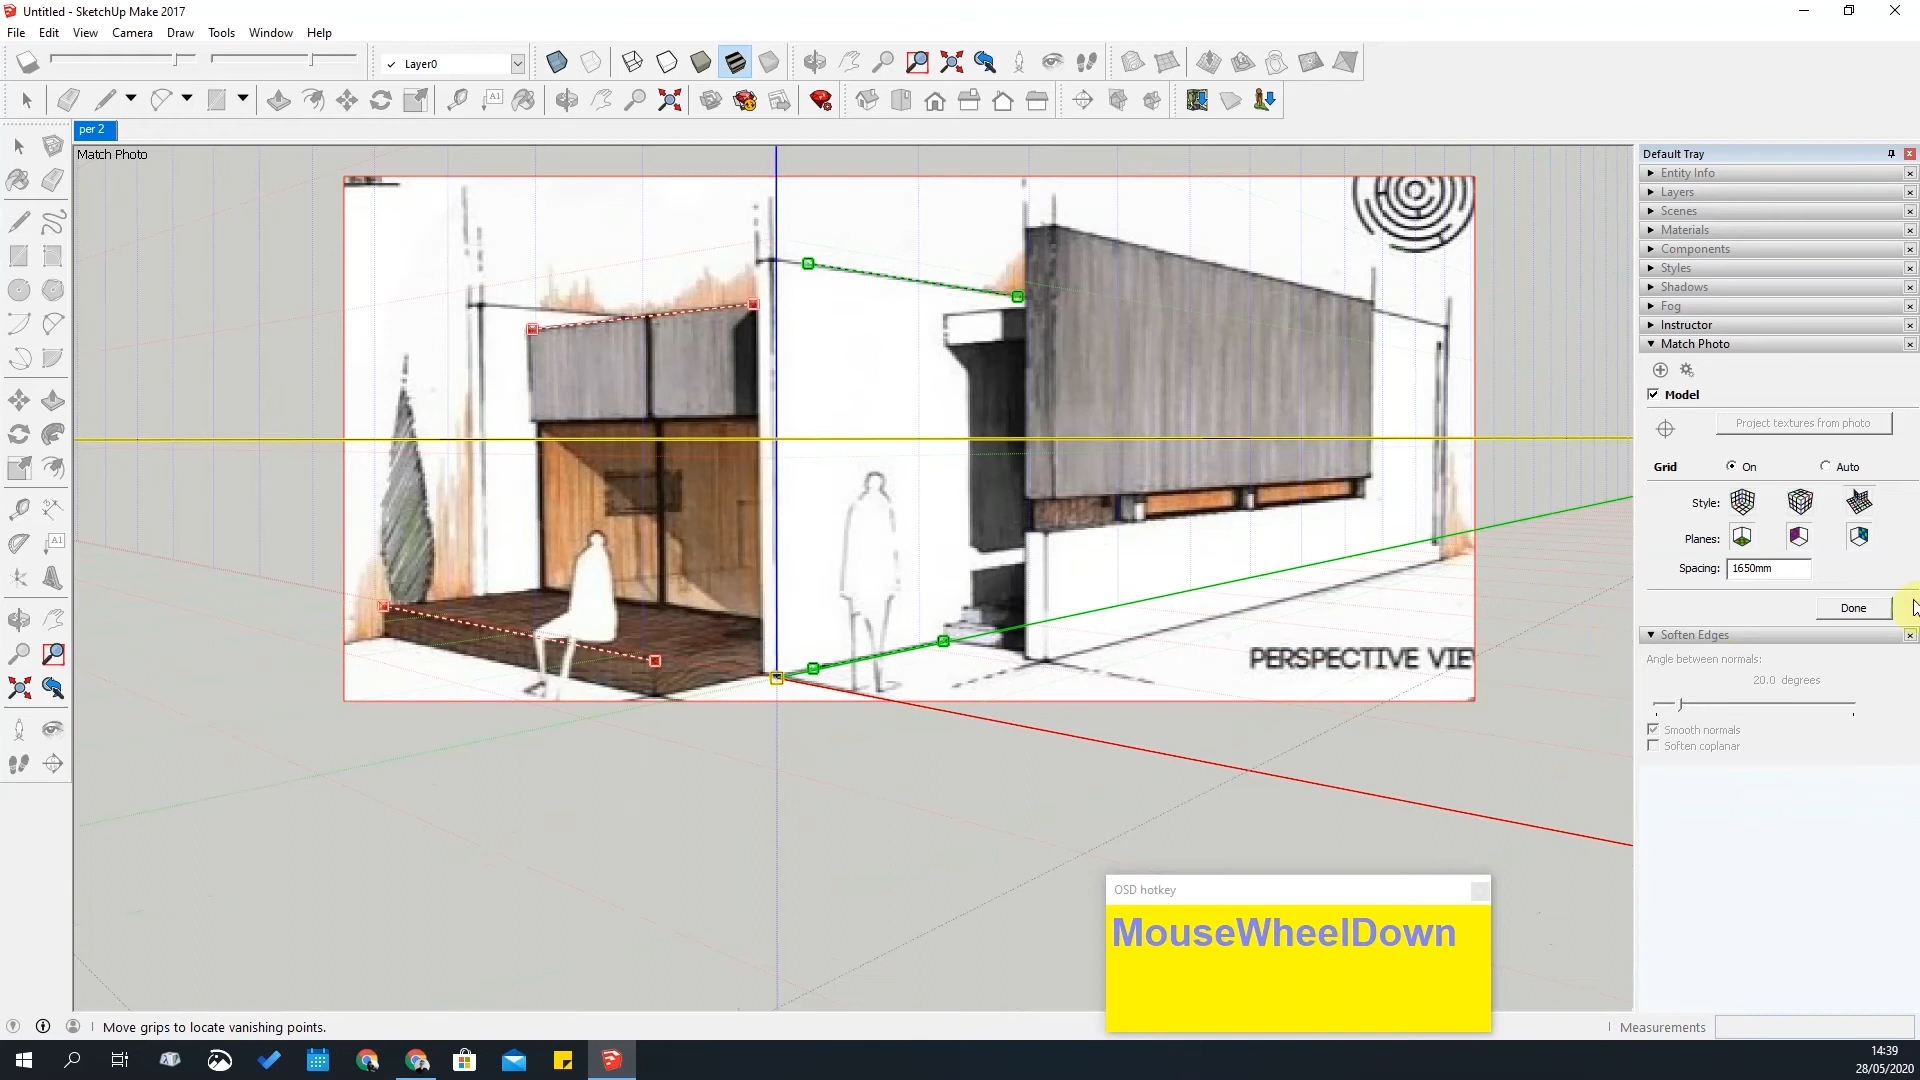 Untitled - SketchUp Make 2017
File Edit View Camera Draw Tools Window Help
✓ Layer0
A1
per 2
Match Photo
PERSPECTIVE VIE
A1
Default Tray
Entity Info
Layers
Scenes
Materials
Components
Styles
Shadows
Fog
Instructor
Match Photo
Model
Project textures from photo
Grid On Auto
Style:
Planes:
Spacing: 1650mm
Done
Soften Edges
Angle between normals:
20.0 degrees
Smooth normals
Soften coplanar
OSD hotkey
MouseWheelDown
Move grips to locate vanishing points.
Measurements
14:39
28/05/2020